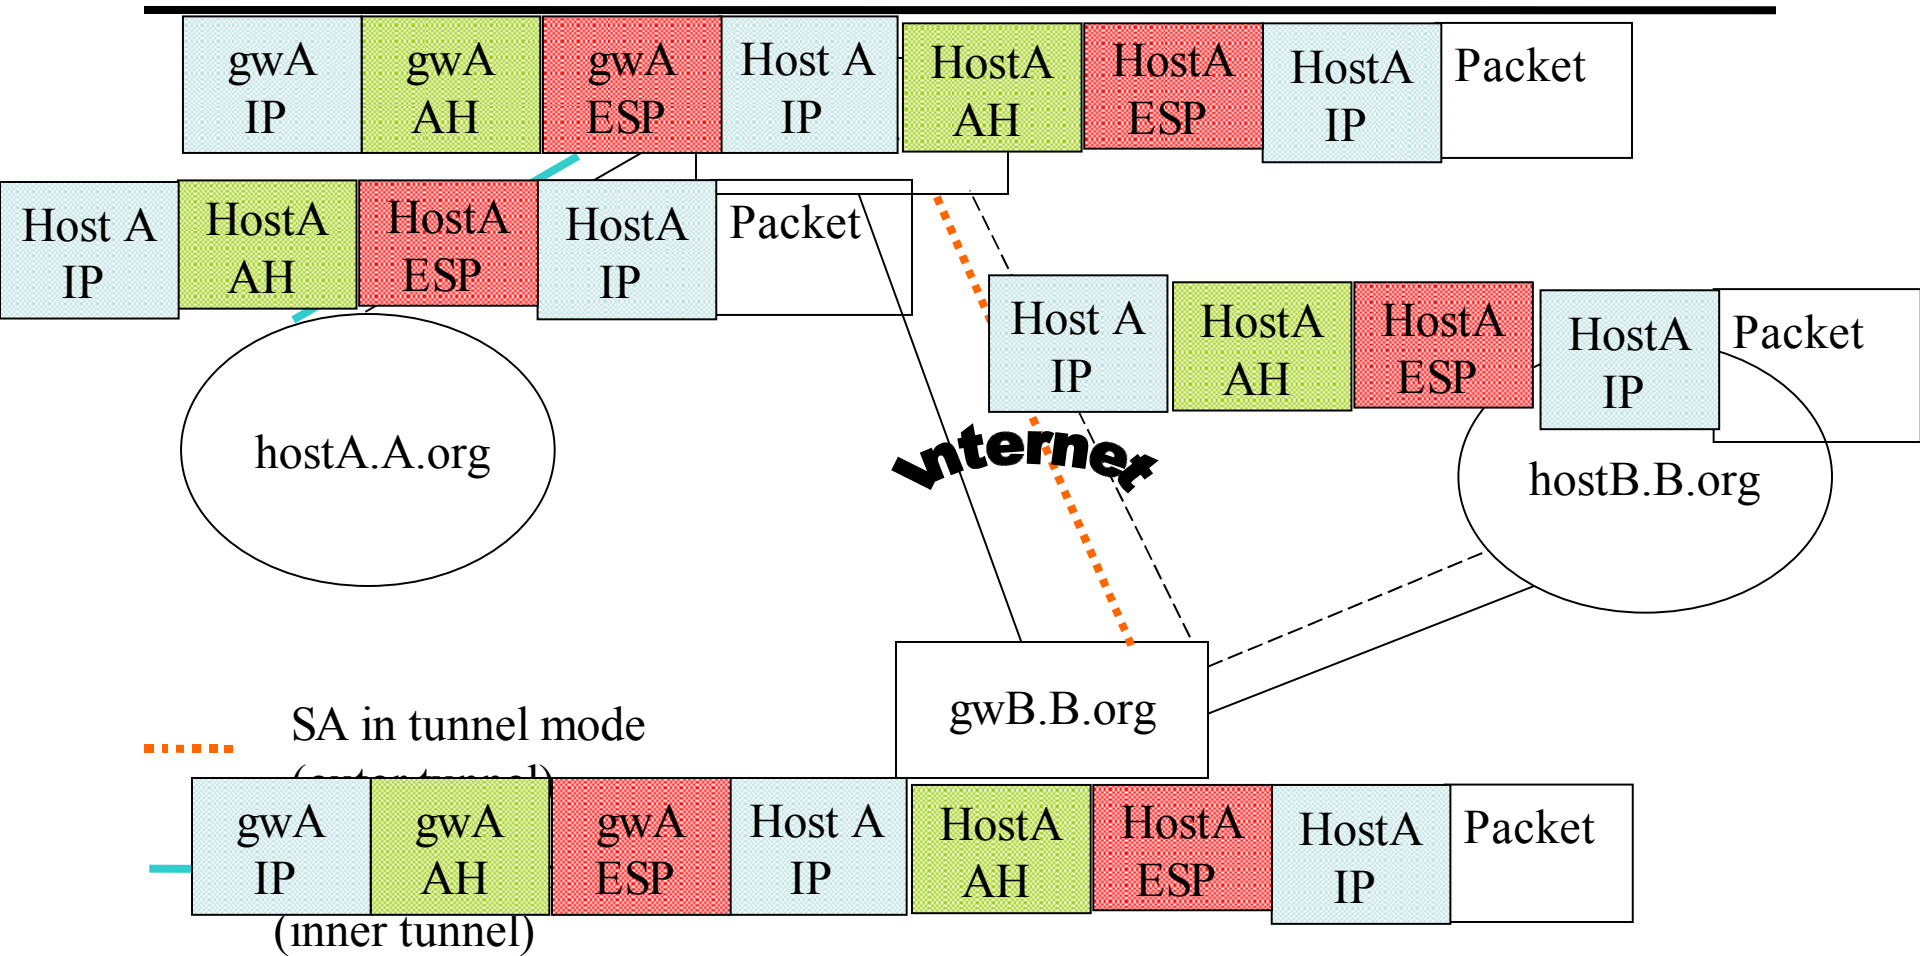 gwA
IP
gwA
AH
gwA
ESP
Host A
IP
HostA
AH
HostA
ESP
HostA
IP
Packet
Host A
IP
HostA
AH
HostA
ESP
HostA
IP
Packet
Host A
IP
HostA
AH
HostA
ESP
HostA
IP
Packet
hostA.A.org
Internet
hostB.B.org
gwB.B.org
SA in tunnel mode
(outer tunnel)
gwA
IP
gwA
AH
gwA
ESP
Host A
IP
HostA
AH
HostA
ESP
HostA
IP
Packet
(inner tunnel)